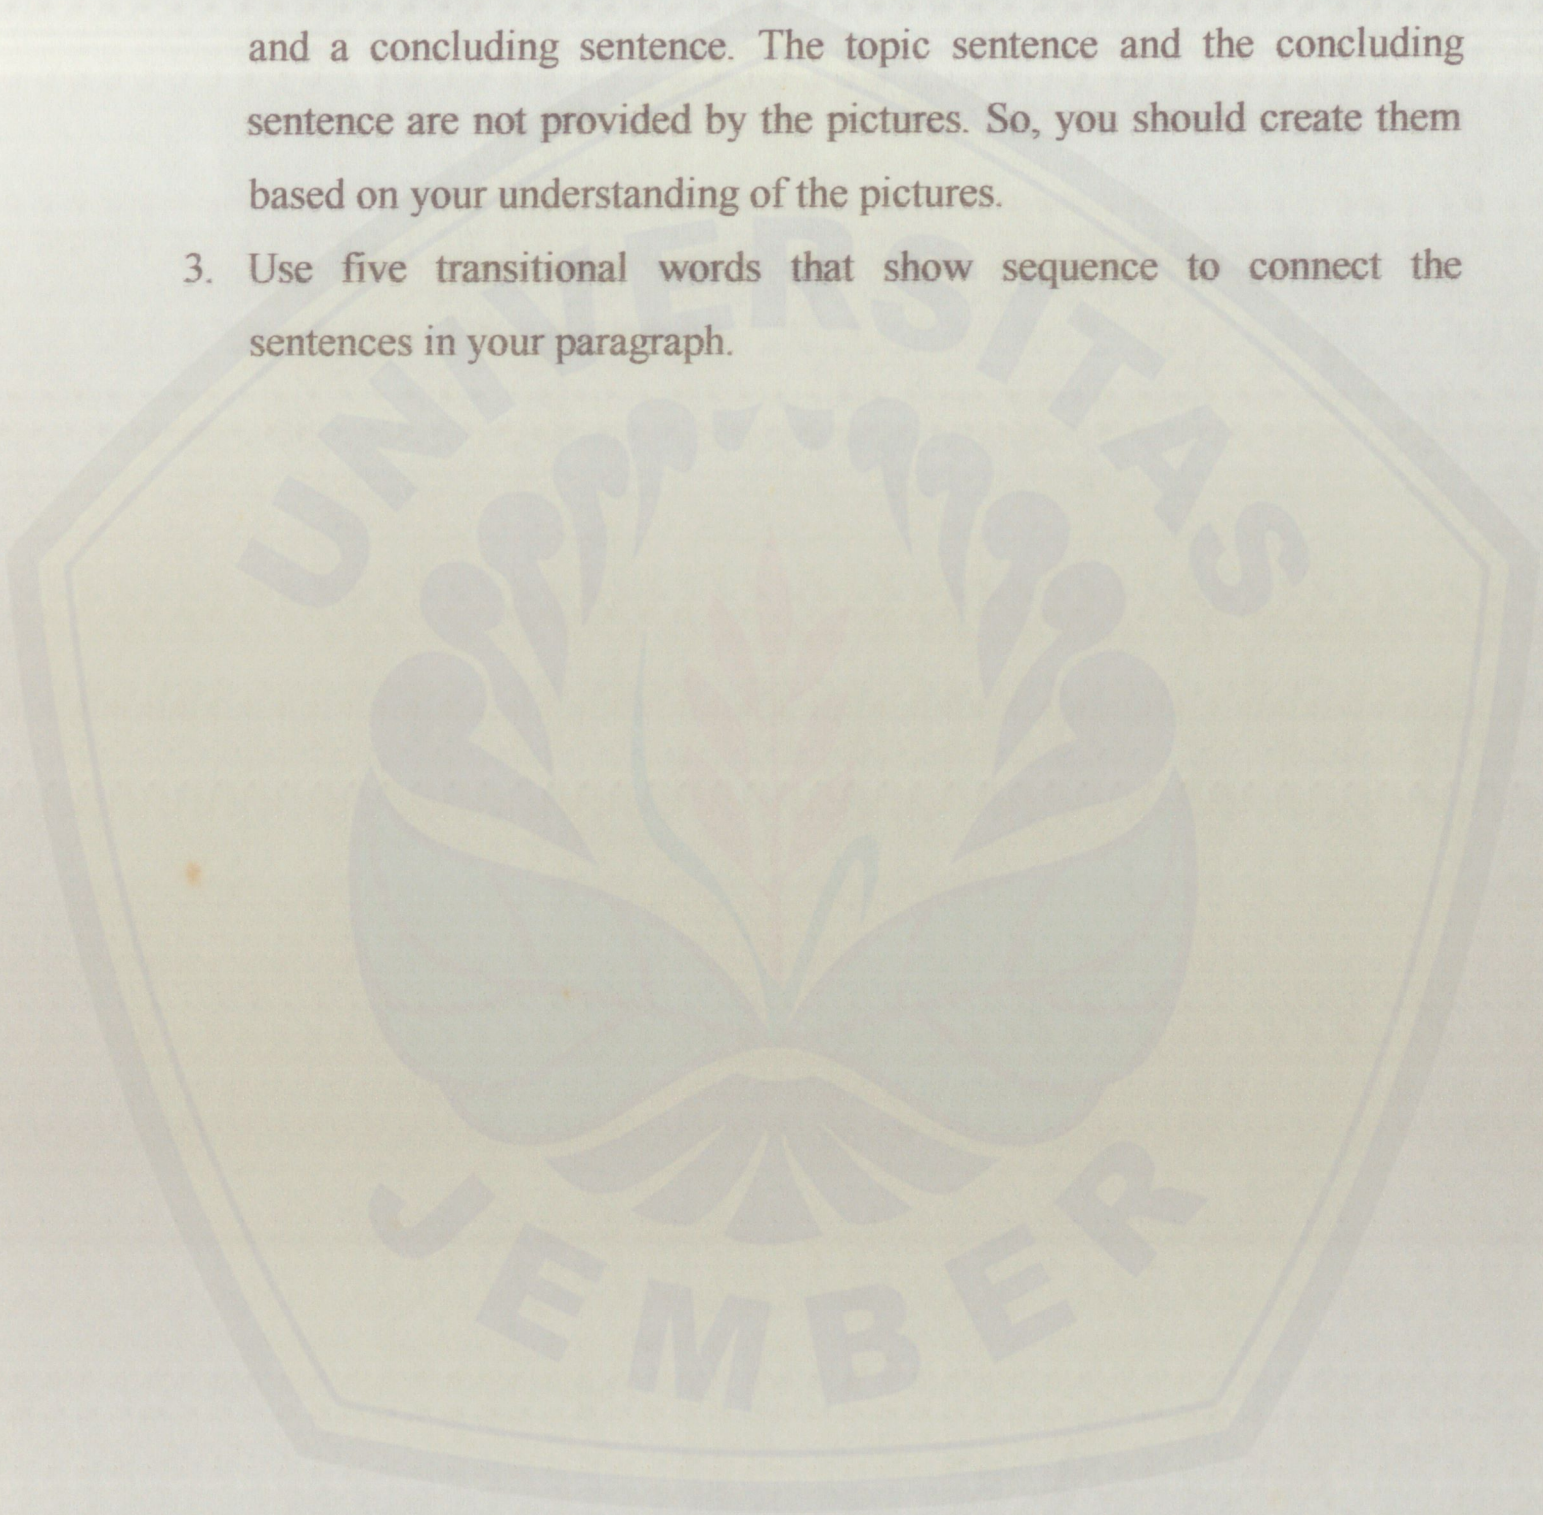 and a concluding sentence. The topic sentence and the concluding
sentence are not provided by the pictures. So, you should create them
based on your understanding of the pictures.
3. Use five transitional words that show sequence to connect the
sentences in your paragraph.
UNIVERSITAS
JEMBER